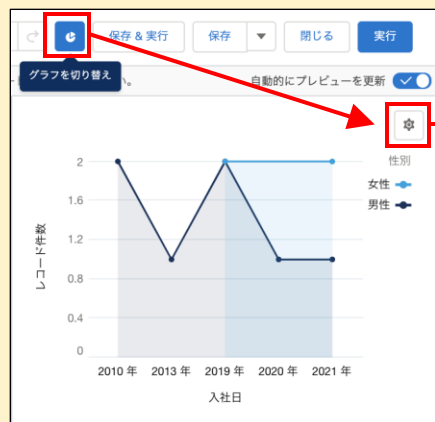 保存 & 実行
保存
閉じる
実行
グラフを切り替え
い。
自動的にプレビューを更新
性別
女性
男性
レコード件数
2
1.6
1.2
0.8
0.4
0
2010 年
2013 年
2019 年
2020 年
2021 年
入社日